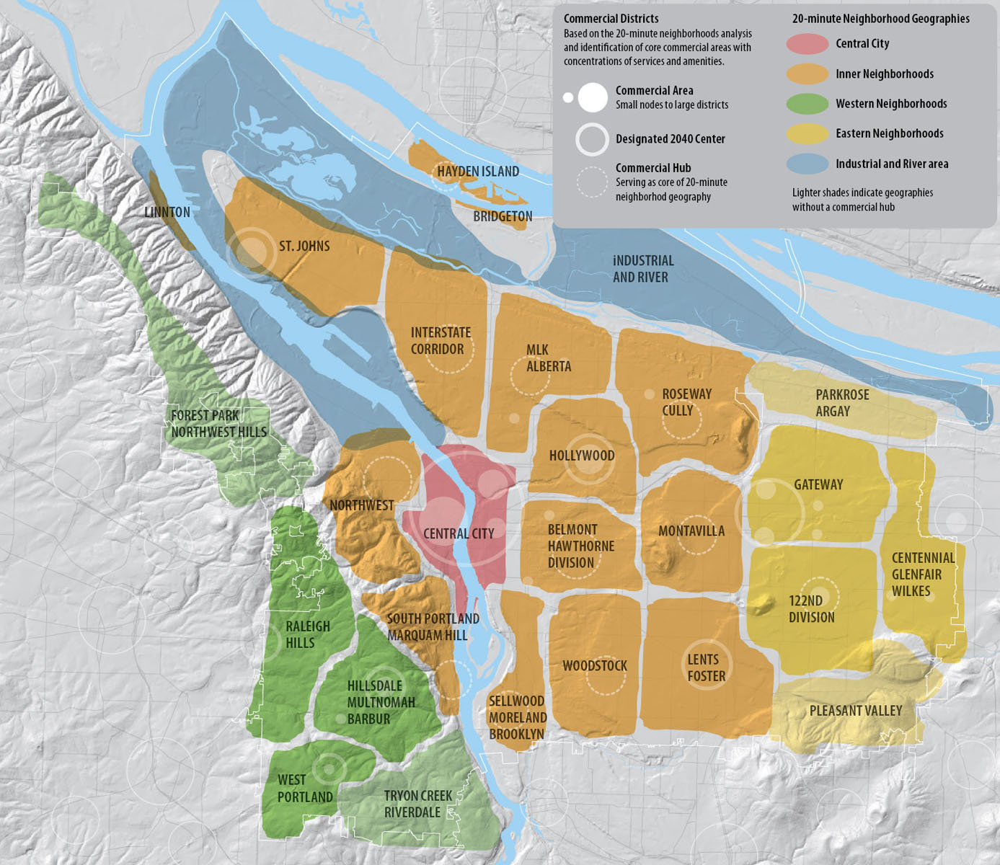 Commercial Districts
Based on the 20-minute neighborhoods analysis
and identification of core commercial areas with
concentrations of services and amenities.
Commercial Area
Small nodes to large districts
Designated 2040 Center
Commercial Hub
Serving as core of 20-minute
neighborhod geography
20-minute Neighborhood Geographies
Central City
Inner Neighborhoods
Western Neighborhoods
Eastern Neighborhoods
Industrial and River area
Lighter shades indicate geographies
without a commercial hub
HAYDEN ISLAND
BRIDGETON
LINNTON
ST. JOHNS
iNDUSTRIAL
AND RIVER
INTERSTATE
CORRIDOR
MLK
ALBERTA
ROSEWAY
CULLY
PARKROSE
ARGAY
FOREST PARK
NORTHWEST HILLS
HOLLYWOOD
GATEWAY
NORTHWEST
CENTRAL CITY
BELMONT
HAWTHORNE
DIVISION
MONTAVILLA
CENTENNIAL
GLENFAIR
WILKES
122ND
DIVISION
RALEIGH
HILLS
SOUTH PORTLAND
MARQUAM HILL
WOODSTOCK
LENTS
FOSTER
HILLSDALE
MULTNOMAH
BARBUR
SELLWOOD
MORELAND
BROOKLYN
PLEASANT VALLEY
WEST
PORTLAND
TRYON CREEK
RIVERDALE